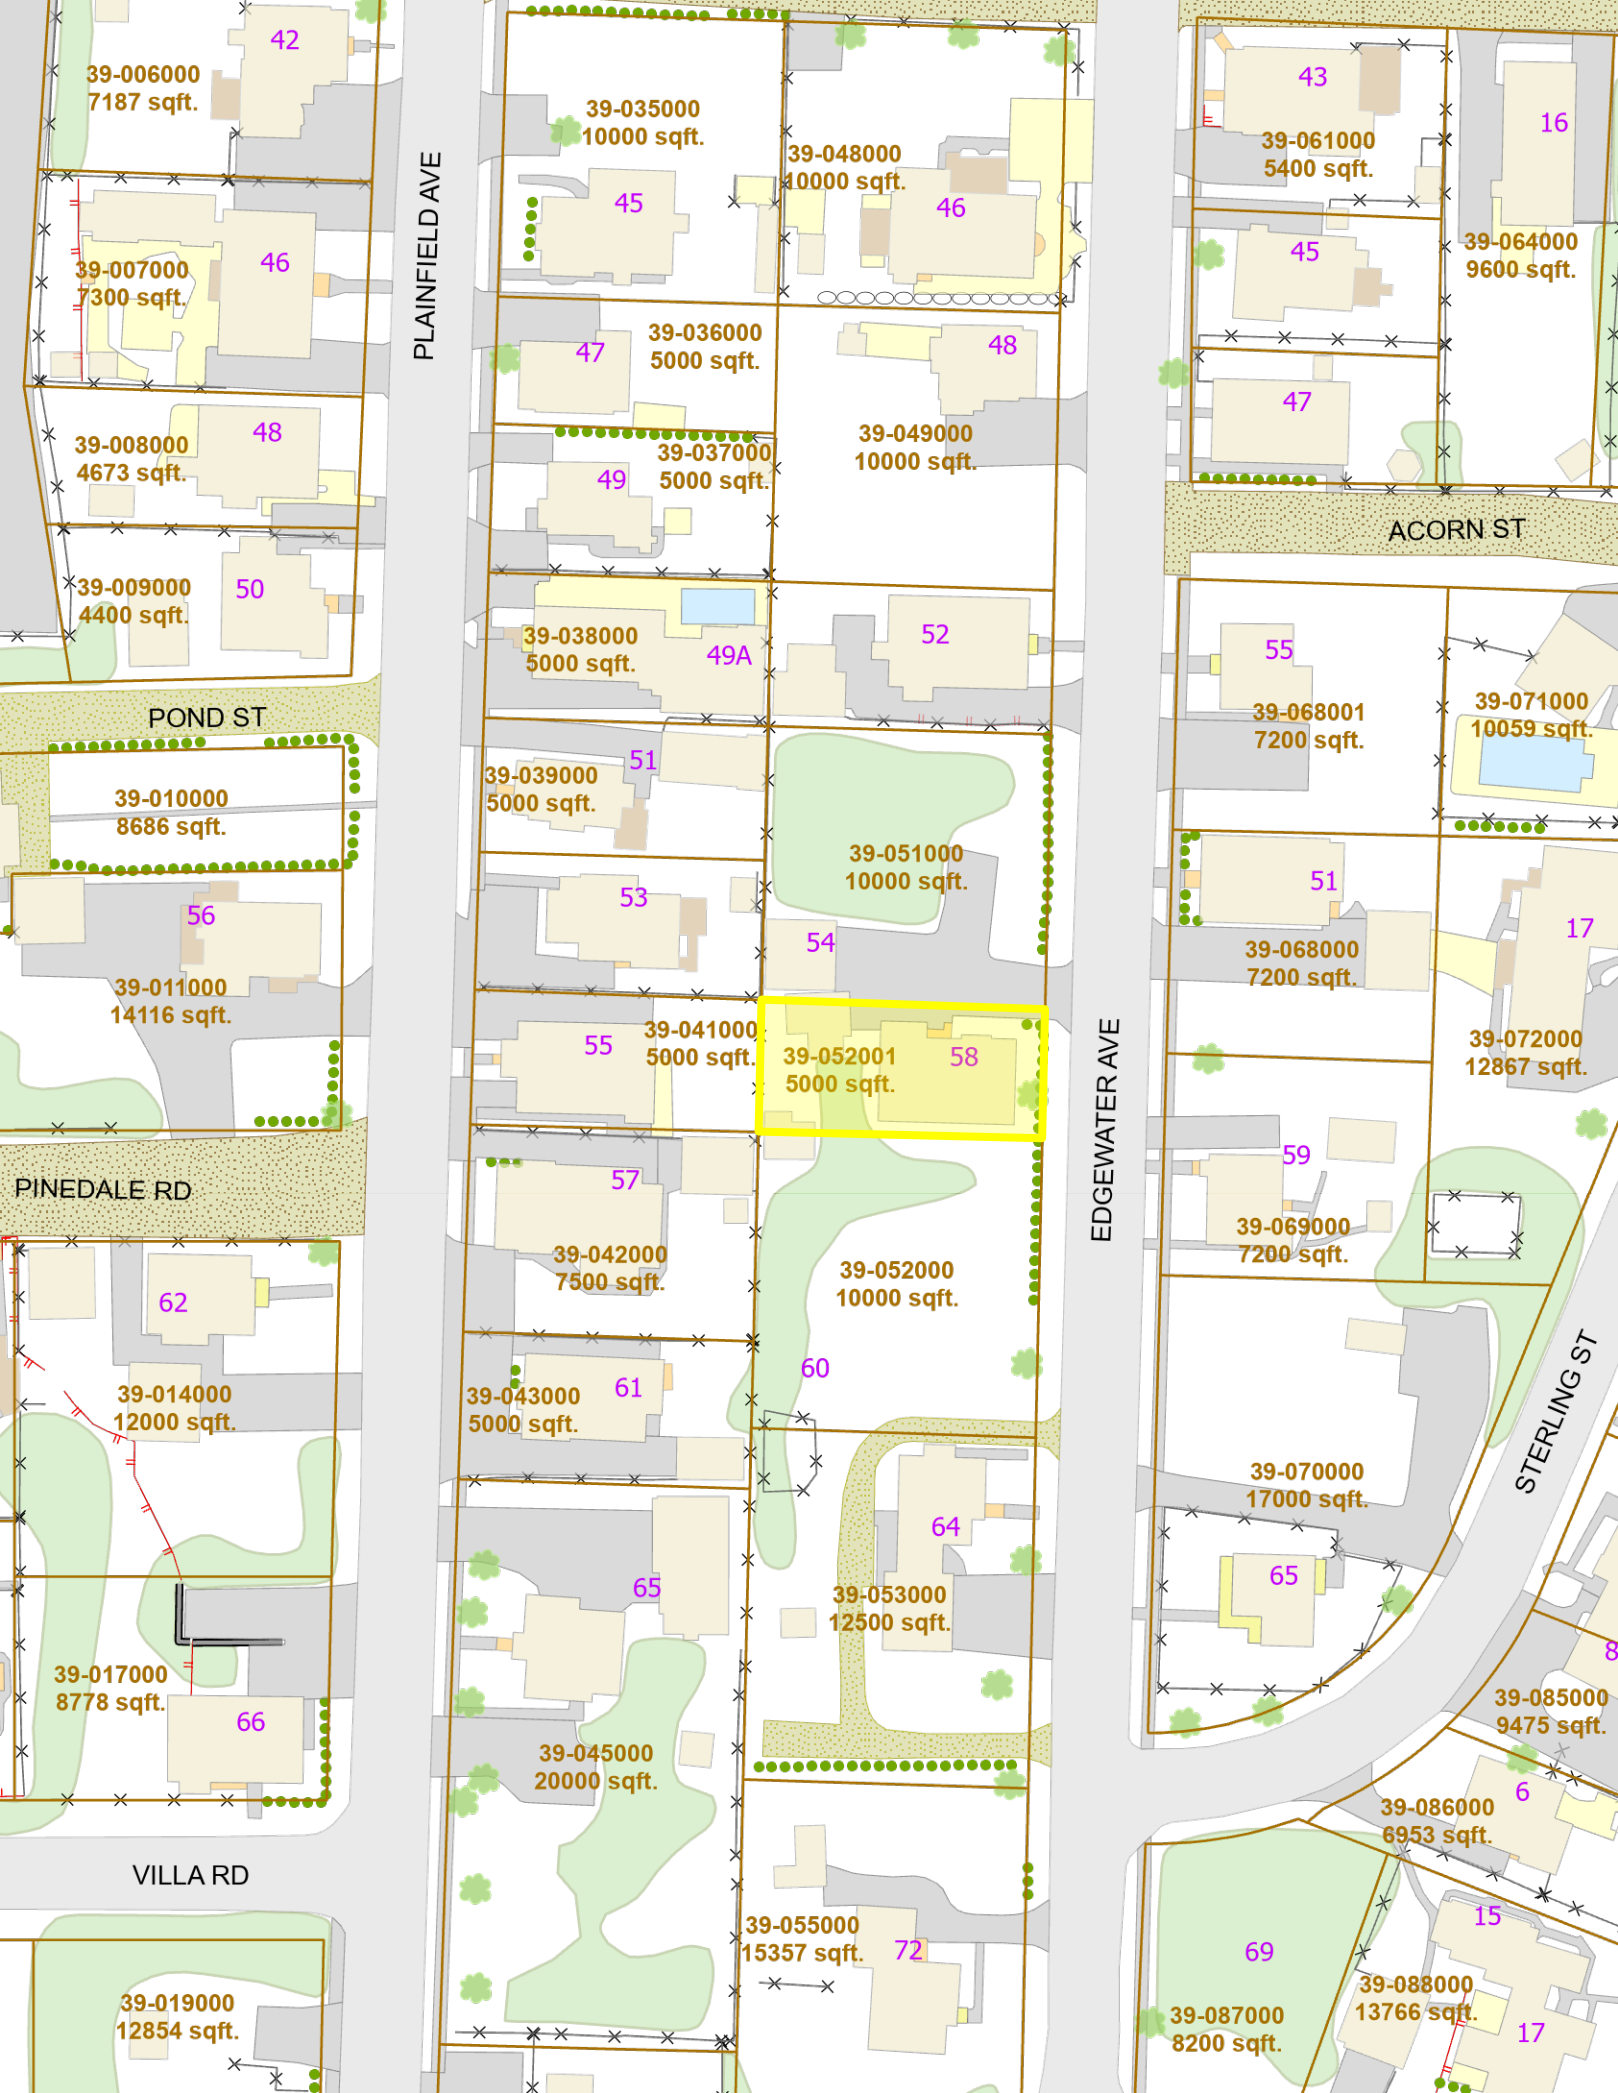 42
39-006000
7187 sqft.
46
39-007000
7300 sqft.
48
39-008000
4673 sqft.
39-009000
4400 sqft.
50
POND ST
39-010000
8686 sqft.
56
39-011000
14116 sqft.
PINEDALE RD
62
39-014000
12000 sqft.
39-017000
8778 sqft.
66
VILLA RD
39-019000
12854 sqft.
PLAINFIELD AVE
39-035000
10000 sqft.
45
39-048000
10000 sqft.
46
39-036000
5000 sqft.
47
48
39-037000
5000 sqft.
49
39-049000
10000 sqft.
39-038000
5000 sqft.
49A
52
51
39-039000
5000 sqft.
39-051000
10000 sqft.
53
54
39-041000
5000 sqft.
55
39-052001
5000 sqft.
58
57
39-042000
7500 sqft.
39-052000
10000 sqft.
60
39-043000
5000 sqft.
61
65
64
39-053000
12500 sqft.
39-045000
20000 sqft.
39-055000
15357 sqft.
72
EDGEWATER AVE
43
39-061000
5400 sqft.
16
45
39-064000
9600 sqft.
47
ACORN ST
55
39-068001
7200 sqft.
39-071000
10059 sqft.
51
39-068000
7200 sqft.
17
39-072000
12867 sqft.
59
39-069000
7200 sqft.
STERLING ST
39-070000
17000 sqft.
65
8
39-085000
9475 sqft.
6
39-086000
6953 sqft.
15
69
39-088000
13766 sqft.
39-087000
8200 sqft.
17